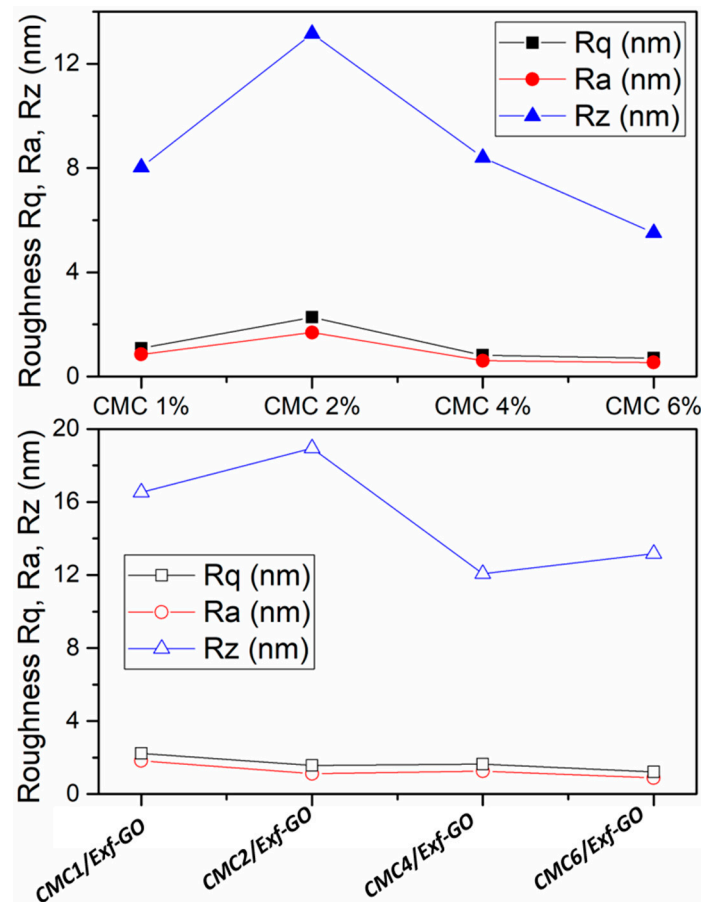 Roughness Rq, Ra, Rz (nm)
12
8
4
0
Rq (nm)
Ra (nm)
Rz (nm)
CMC 1% CMC 2% CMC 4% CMC 6%
Roughness Rq, Ra, Rz (nm)
20
16
12
8
4
0
Rq (nm)
Ra (nm)
Rz (nm)
CMC1/Exf-GO CMC2/Exf-GO CMC4/Exf-GO CMC6/Exf-GO